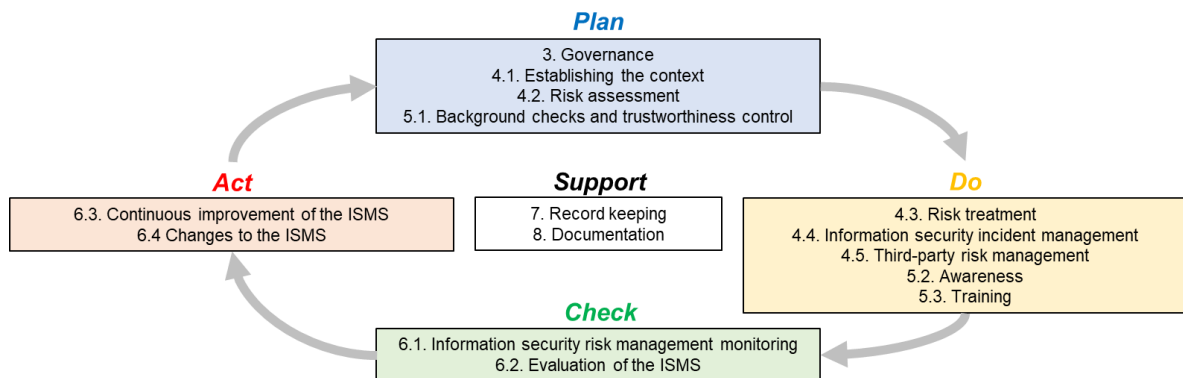 Plan
3. Governance
4.1. Establishing the context
4.2. Risk assessment
5.1. Background checks and trustworthiness control
Act
6.3. Continuous improvement of the ISMS
6.4 Changes to the ISMS
Support
7. Record keeping
8. Documentation
Do
4.3. Risk treatment
4.4. Information security incident management
4.5. Third-party risk management
5.2. Awareness
5.3. Training
Check
6.1. Information security risk management monitoring
6.2. Evaluation of the ISMS